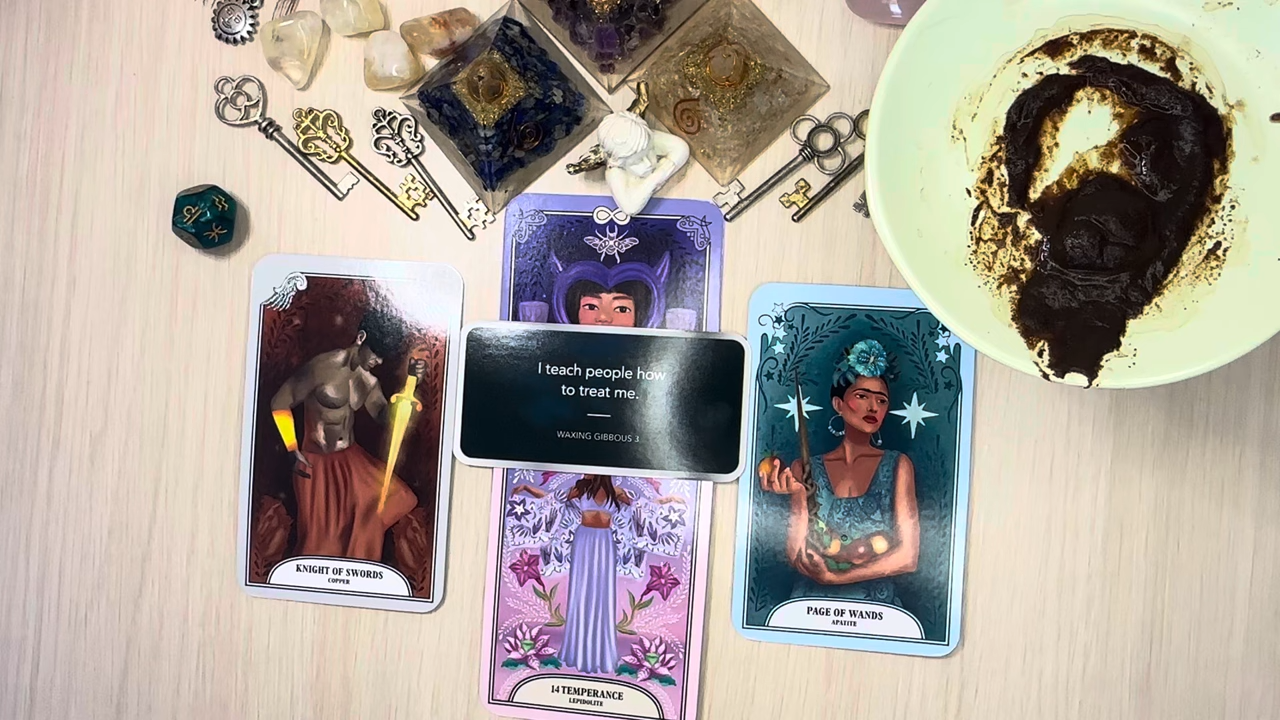 I teach people how
to treat me.
WAXING GIBBOUS 3
KNIGHT OF SWORDS
COPPER
PAGE OF WANDS
APATITE
14 TEMPERANCE
LEPIDOLITE